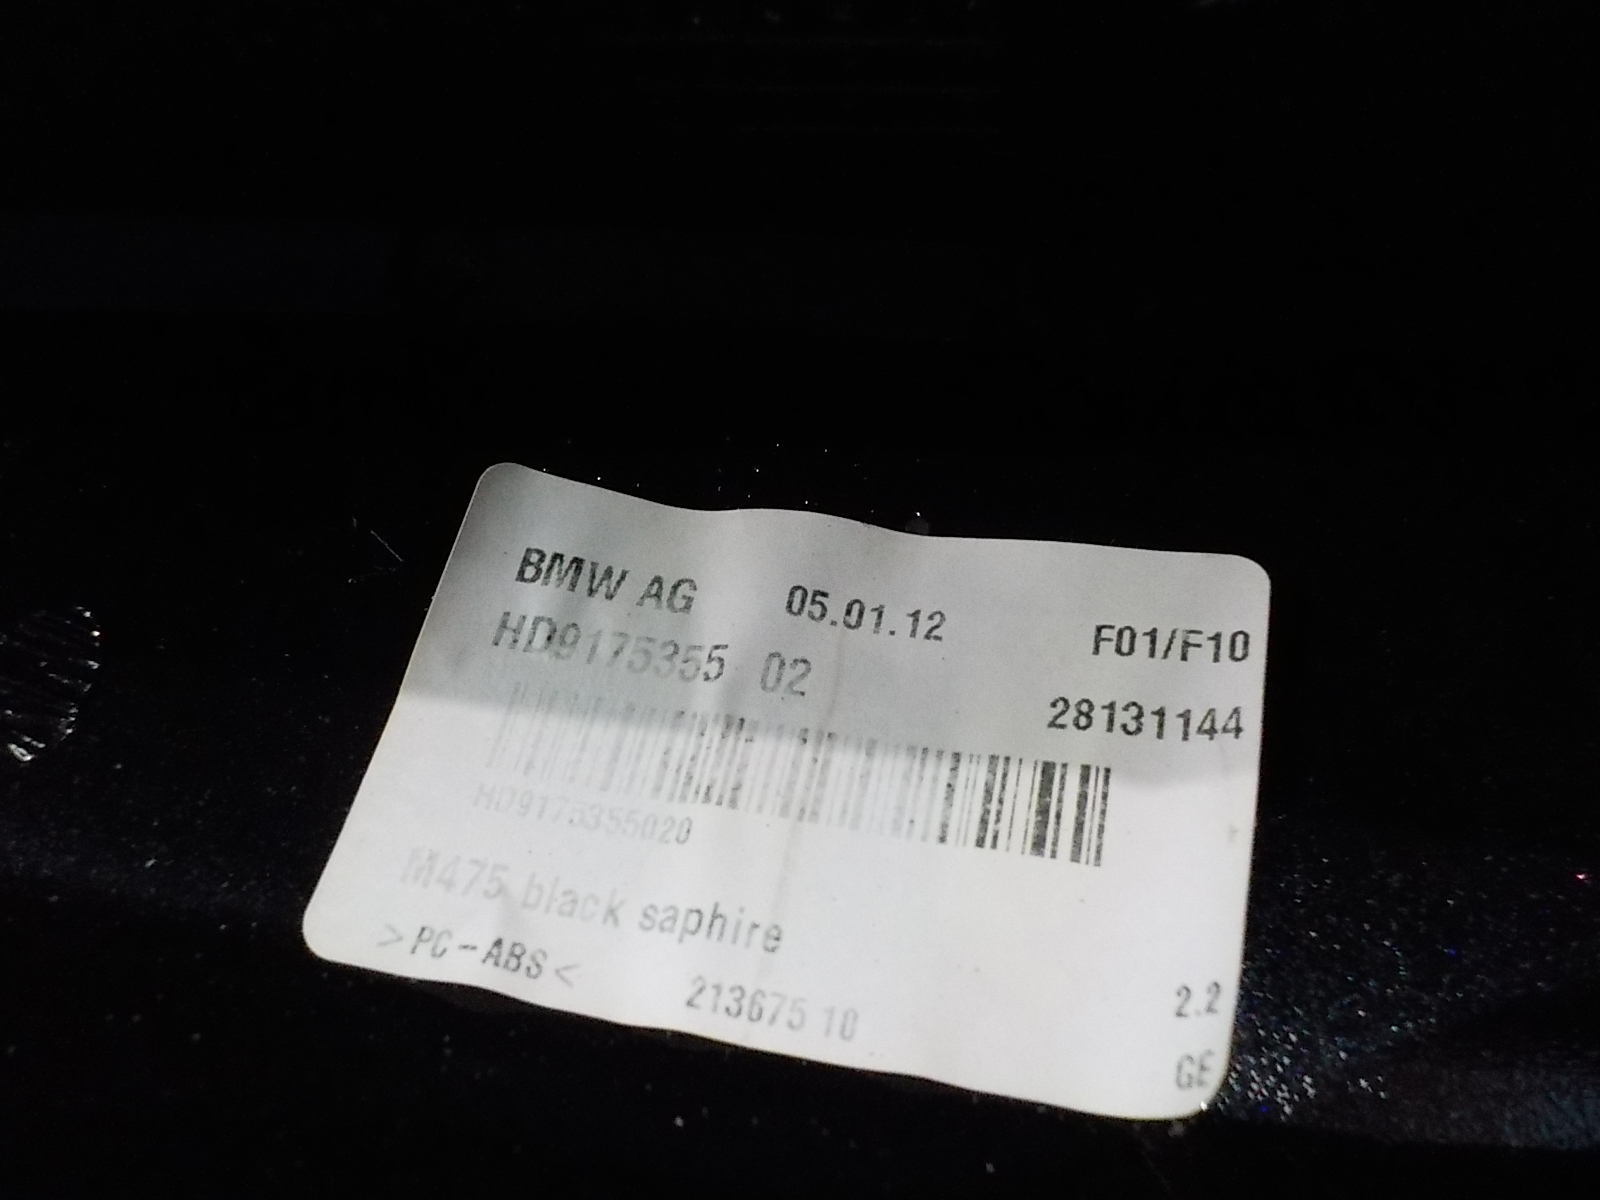 BMW AG 05.01.12 F01/F10
HD9175355 02
28131144
HD9175355020
M475 black saphire
>PC-ABS<
213675 10
2.2
GE